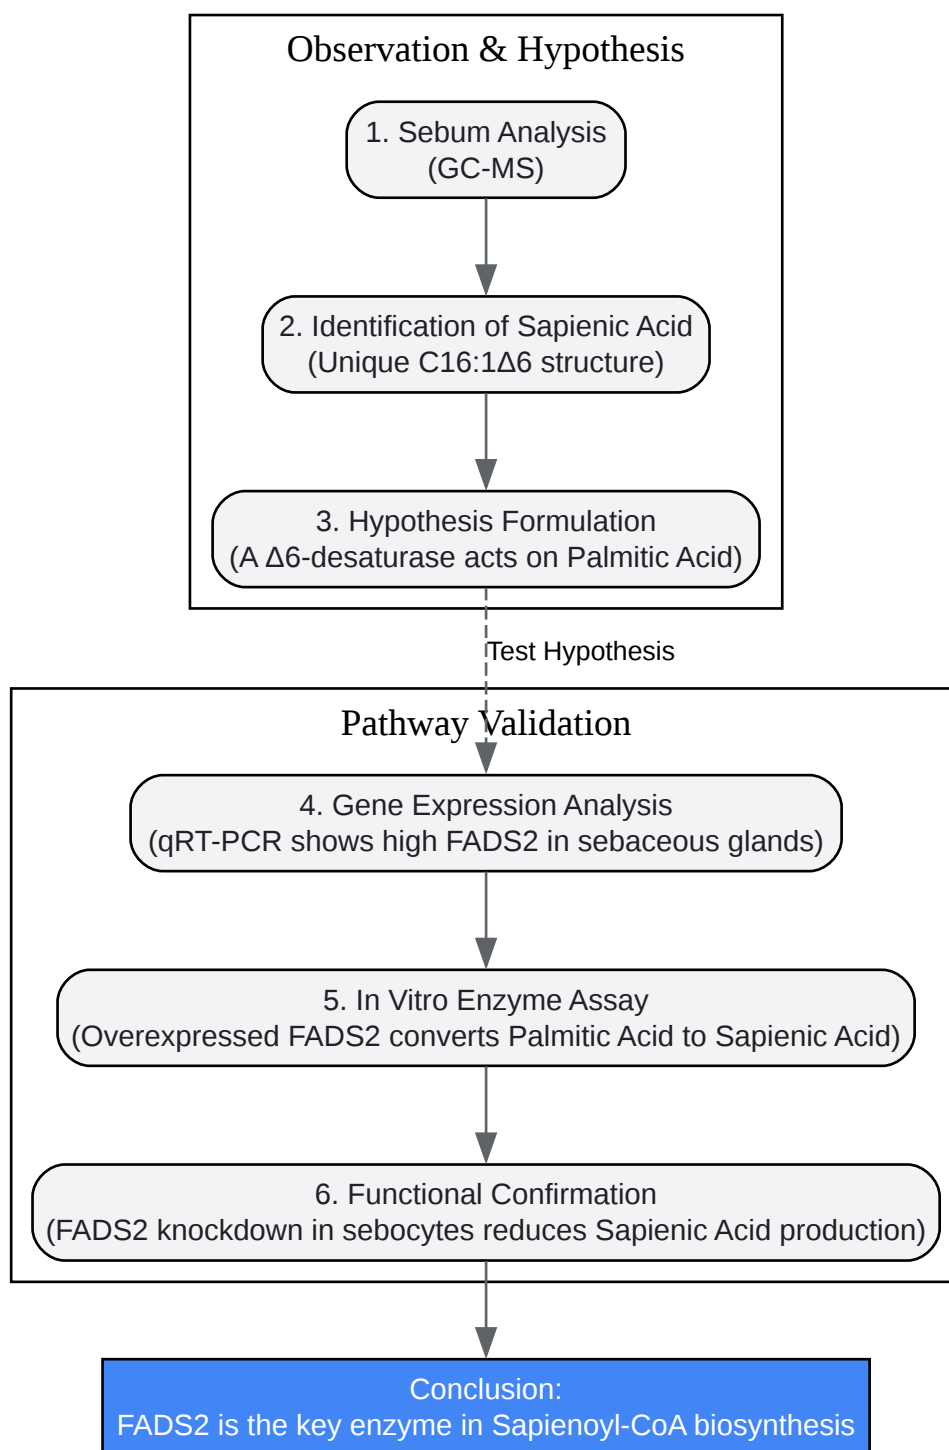 Observation & Hypothesis
1. Sebum Analysis
(GC-MS)
2. Identification of Sapienic Acid
(Unique C16:1Δ6 structure)
3. Hypothesis Formulation
(A Δ6-desaturase acts on Palmitic Acid)
Test Hypothesis
Pathway Validation
4. Gene Expression Analysis
(qRT-PCR shows high FADS2 in sebaceous glands)
5. In Vitro Enzyme Assay
(Overexpressed FADS2 converts Palmitic Acid to Sapienic Acid)
6. Functional Confirmation
(FADS2 knockdown in sebocytes reduces Sapienic Acid production)
Conclusion:
FADS2 is the key enzyme in Sapienoyl-CoA biosynthesis